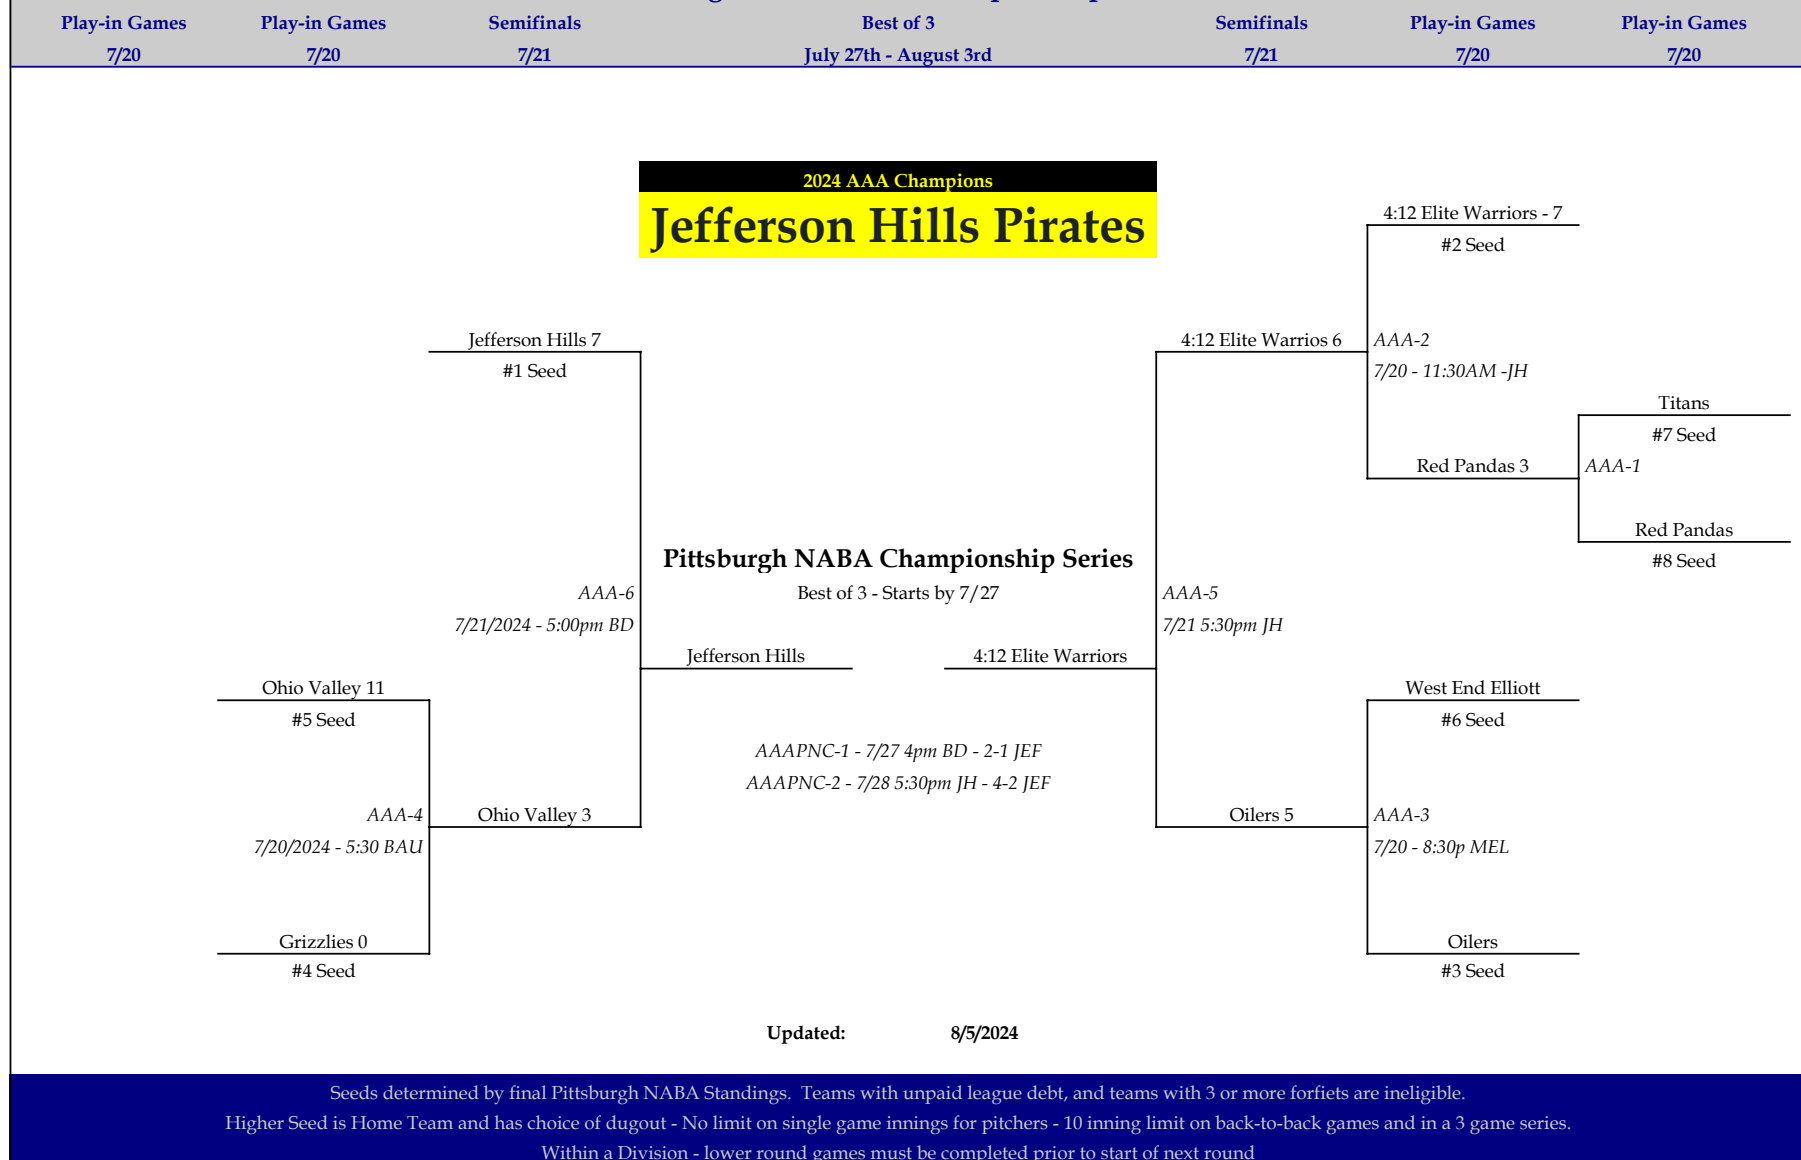 Play-in Games Play-in Games Semifinals Best of 3 Semifinals Play-in Games Play-in Games
7/20 7/20 7/21 July 27th - August 3rd 7/21 7/20 7/20
2024 AAA Champions
Jefferson Hills Pirates
4:12 Elite Warriors - 7
#2 Seed
Jefferson Hills 7 4:12 Elite Warrios 6 AAA-2
#1 Seed 7/20 - 11:30AM -JH
Titans
#7 Seed
Red Pandas 3 AAA-1
Red Pandas
#8 Seed
Pittsburgh NABA Championship Series
AAA-6 Best of 3 - Starts by 7/27 AAA-5
7/21/2024 - 5:00pm BD 7/21 5:30pm JH
Jefferson Hills 4:12 Elite Warriors
Ohio Valley 11 West End Elliott
#5 Seed #6 Seed
AAAPNC-1 - 7/27 4pm BD - 2-1 JEF
AAAPNC-2 - 7/28 5:30pm JH - 4-2 JEF
AAA-4 Ohio Valley 3 Oilers 5 AAA-3
7/20/2024 - 5:30 BAU 7/20 - 8:30p MEL
Grizzlies 0 Oilers
#4 Seed #3 Seed
Updated: 8/5/2024
Seeds determined by final Pittsburgh NABA Standings. Teams with unpaid league debt, and teams with 3 or more forfiets are ineligible.
Higher Seed is Home Team and has choice of dugout - No limit on single game innings for pitchers - 10 inning limit on back-to-back games and in a 3 game series.
Within a Division - lower round games must be completed prior to start of next round